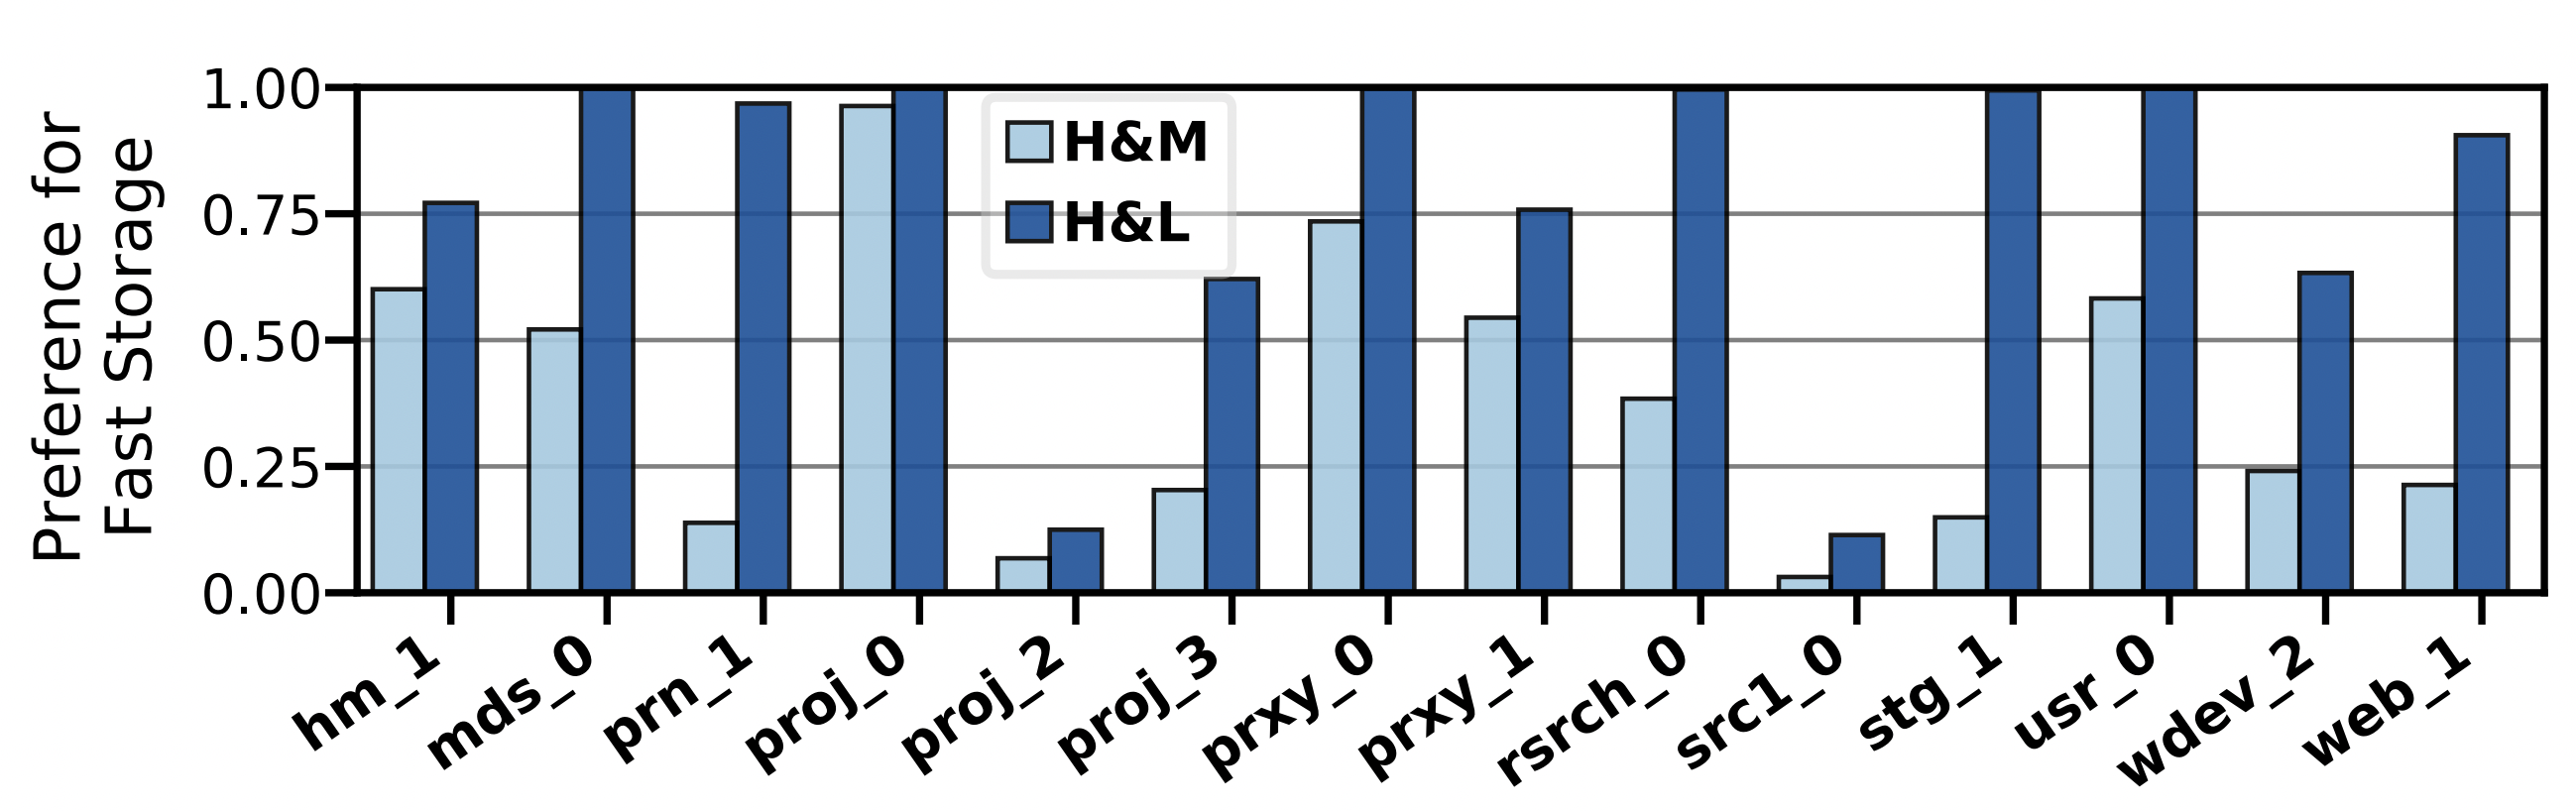 Preference for
Fast Storage
1.00
0.75
0.50
0.25
0.00
H&M
H&L
hm_1
mds_0
prn_1
proj_0
proj_2
proj_3
prxy_0
prxy_1
rsrch_0
src1_0
stg_1
usr_0
wdev_2
web_1